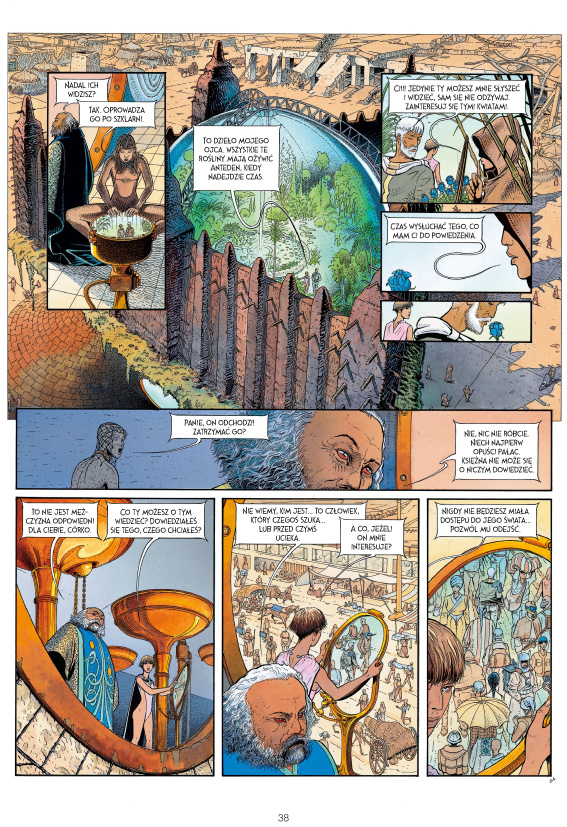 NADAL ICH
WIDZISZ?
TAK, OPROWADZA
GO PO SZKLARNI.
TO DZIEŁO MOJEGO
OJCA. WSZYSTKIE TE
ROŚLINY MAJĄ OŻYWIĆ
ANTEDEN, KIEDY
NADEJDZIE CZAS.
CIII! JEDYNIE TY MOŻESZ MNIE SŁYSZEĆ
I WIDZIEĆ, SAM SIĘ NIE ODZYWAJ.
ZAINTERESUJ SIĘ TYMI KWIATAMI.
CZAS WYSŁUCHAĆ TEGO, CO
MAM CI DO POWIEDZENIA.
PANIE, ON ODCHODZI!
ZATRZYMAĆ GO?
NIE, NIC NIE RÓBCIE.
NIECH NAJPIERW
OPUŚCI PAŁAC.
KSIĘŻNA NIE MOŻE SIĘ
O NICZYM DOWIEDZIEĆ.
TO NIE JEST MĘŻ-
CZYZNA ODPOWIEDNI
DLA CIEBIE, CÓRKO.
CO TY MOŻESZ O TYM
WIEDZIEĆ? DOWIEDZIAŁEŚ
SIĘ TEGO, CZEGO CHCIAŁEŚ?
NIE WIEMY, KIM JEST... TO CZŁOWIEK,
KTÓRY CZEGOŚ SZUKA...
LUB PRZED CZYMŚ
UCIEKA.
A CO, JEŻELI
ON MNIE
INTERESUJE?
NIGDY NIE BĘDZIESZ MIAŁA
DOSTĘPU DO JEGO ŚWIATA...
POZWÓL MU ODEJŚĆ.
38